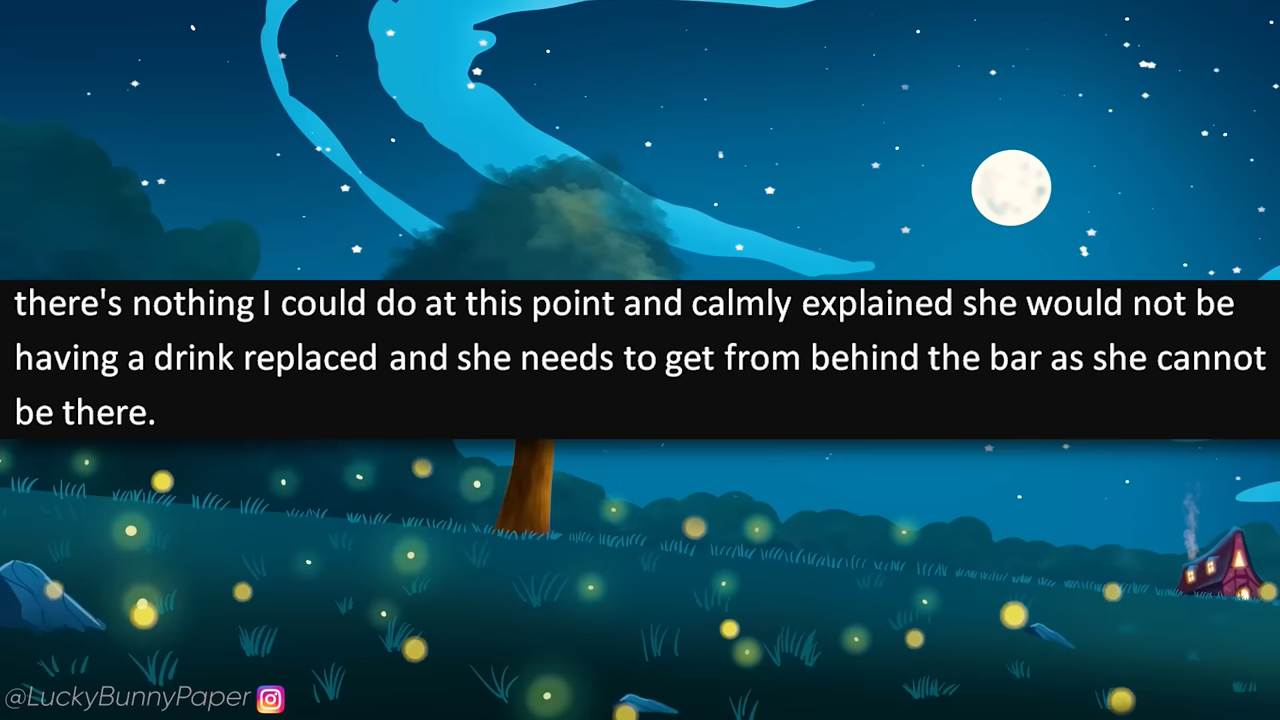 there's nothing I could do at this point and calmly explained she would not be
having a drink replaced and she needs to get from behind the bar as she cannot
be there.
@LuckyBunnyPaper